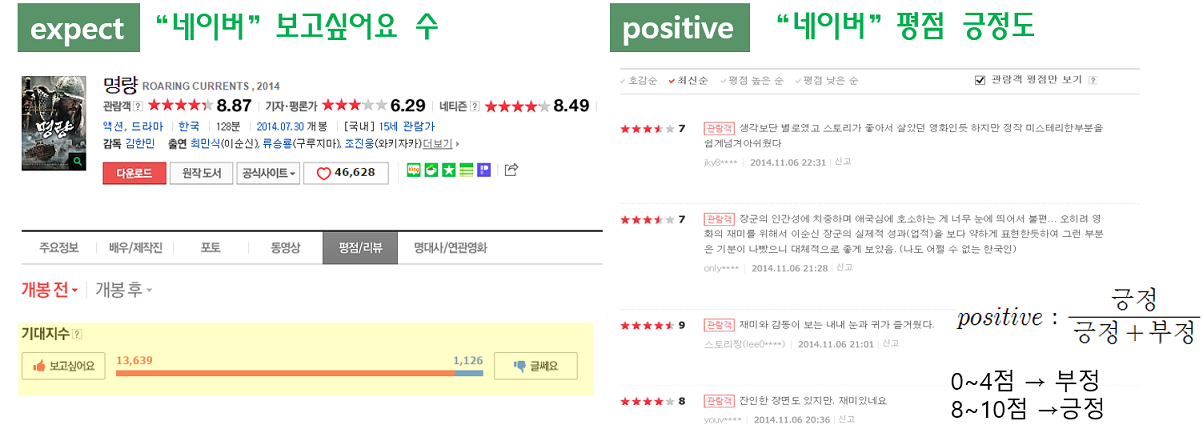 expect "네이버" 보고싶어요 수
명량 ROARING CURRENTS , 2014
관람객 ? 8.87 기자·평론가 6.29 네티즌 ? 8.49
액션, 드라마 한국 128분 2014.07.30 개봉 [국내] 15세 관람가
감독 김한민 출연 최민식(이순신), 류승룡(구루지마), 조진웅(와키자카)더보기
다운로드 원작 도서 공식사이트 46,628
명량
주요정보 배우/제작진 포토 동영상 평점/리뷰 명대사/연관영화
개봉 전 개봉 후
기대지수 ?
보고싶어요 13,639 1,126 글쎄요
positive "네이버" 평점 긍정도
호감순 최신순 평점 높은 순 평점 낮은 순 관람객 평점만 보기 ?
7 관람객 생각보단 별로였고 스토리가 좋아서 살았던 영화인듯 하지만 정작 미스테리한부분을
쉽게넘겨아쉬웠다
jky8**** 2014.11.06 22:31 신고
7 관람객 장군의 인간성에 치중하며 애국심에 호소하는 게 너무 눈에 띄어서 불편... 오히려 영
화의 재미를 위해서 이순신 장군의 실제적 성과(업적)을 보다 약하게 표현한듯하여 그런 부분
은 기분이 나빴으니 대체적으로 좋게 보았음. (나도 어쩔 수 없는 한국인)
only**** 2014.11.06 21:28 신고
9 관람객 재미와 감동이 보는 내내 눈과 귀가 즐거웠다.
스토리짱(lee0****) 2014.11.06 21:01 신고
8 관람객 잔인한 장면도 있지만, 재미있네요
youv**** 2014.11.06 20:36 신고
positive : 긍정
긍정 + 부정
0~4점 → 부정
8~10점 →긍정